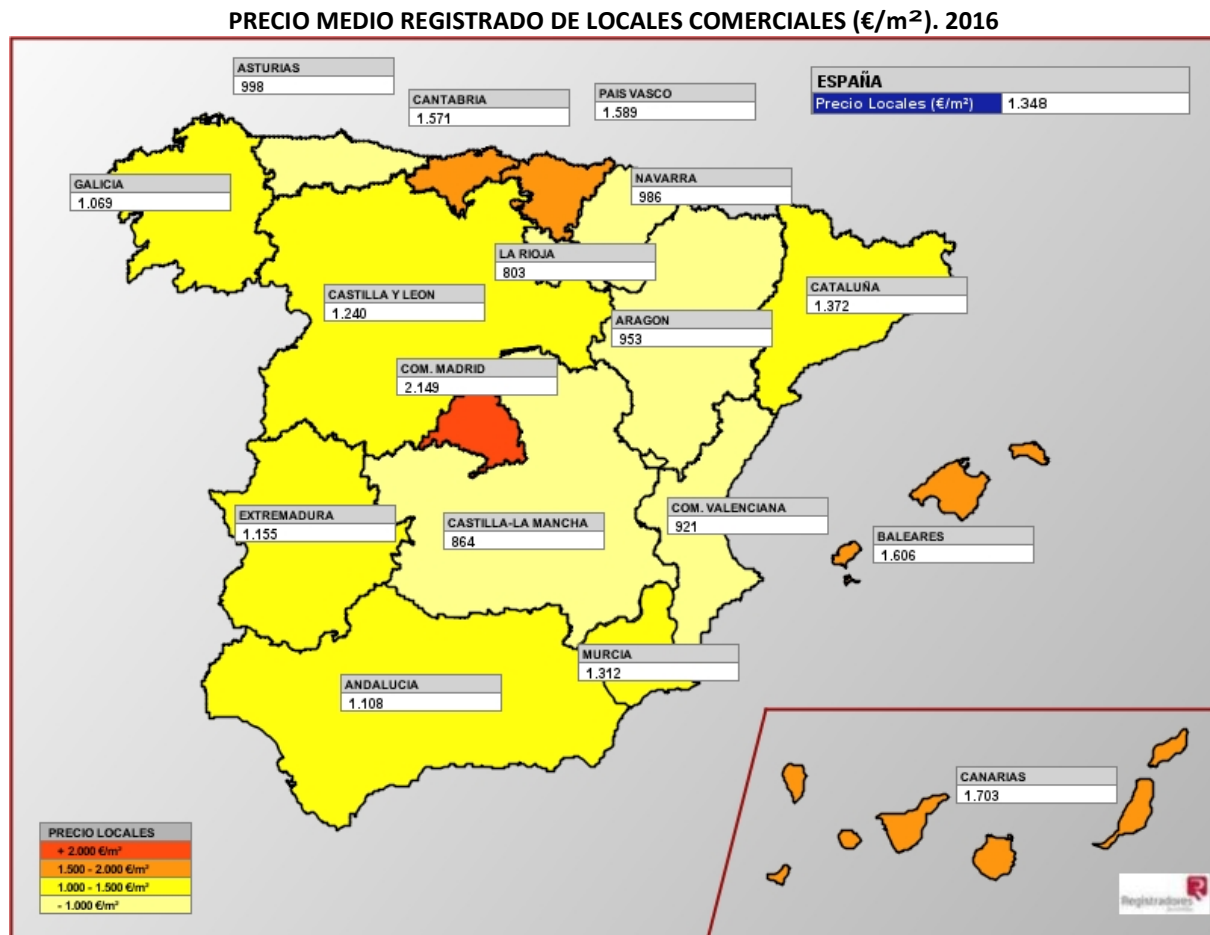 PRECIO MEDIO REGISTRADO DE LOCALES COMERCIALES (€/m²). 2016
ASTURIAS
998
CANTABRIA
1.571
PAIS VASCO
1.589
ESPAÑA
Precio Locales (€/m²) 1.348
GALICIA
1.069
NAVARRA
986
LA RIOJA
803
CASTILLA Y LEON
1.240
CATALUÑA
1.372
ARAGON
953
COM. MADRID
2.149
EXTREMADURA
1.155
CASTILLA-LA MANCHA
864
COM. VALENCIANA
921
BALEARES
1.606
MURCIA
1.312
ANDALUCIA
1.108
CANARIAS
1.703
PRECIO LOCALES
+ 2.000 €/m²
1.500 - 2.000 €/m²
1.000 - 1.500 €/m²
- 1.000 €/m²
Registradores